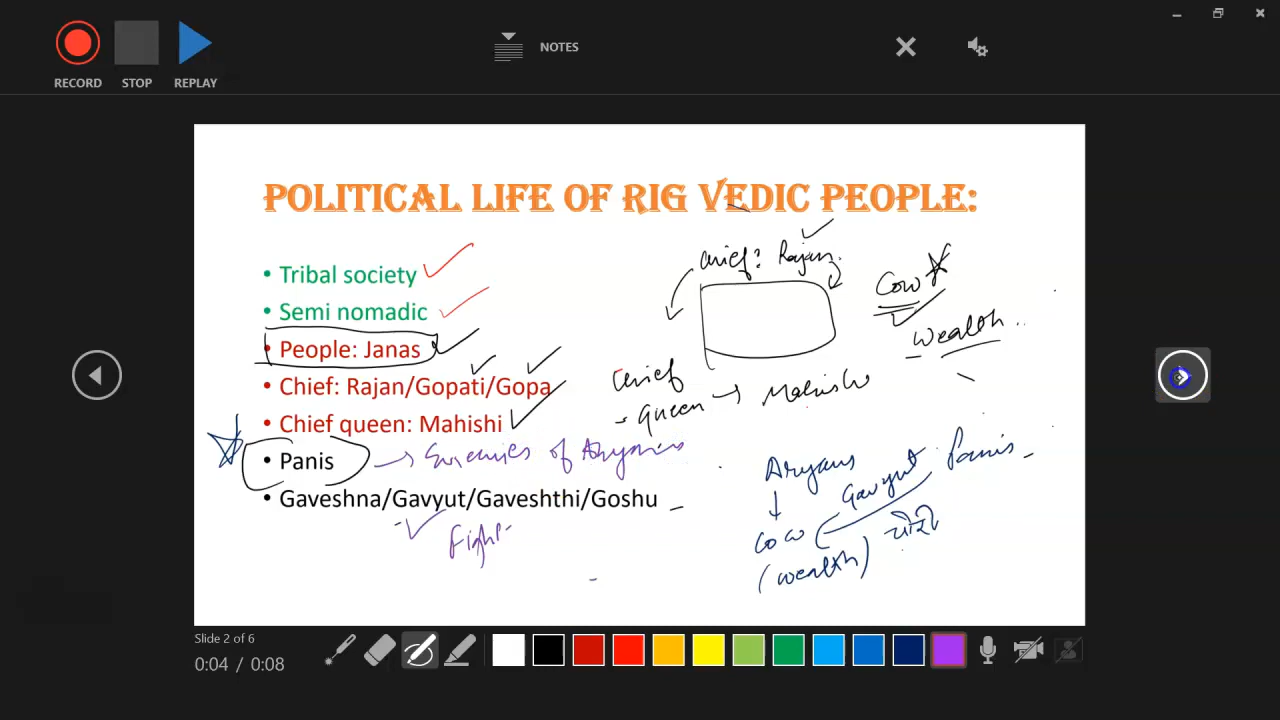 RECORD STOP REPLAY
NOTES
POLITICAL LIFE OF RIG VEDIC PEOPLE:
• Tribal society
• Semi nomadic
• People: Janas
• Chief: Rajan/Gopati/Gopa
• Chief queen: Mahishi
• Panis
• Gaveshna/Gavyut/Gaveshthi/Goshu
chief? Rajan.
Cow
wealth..
chief
- queen → Mahishi
→ Enemies of Aryans
Fight
Aryans Gavyut Panis
Cow
(wealth)
Slide 2 of 6
0:04 / 0:08